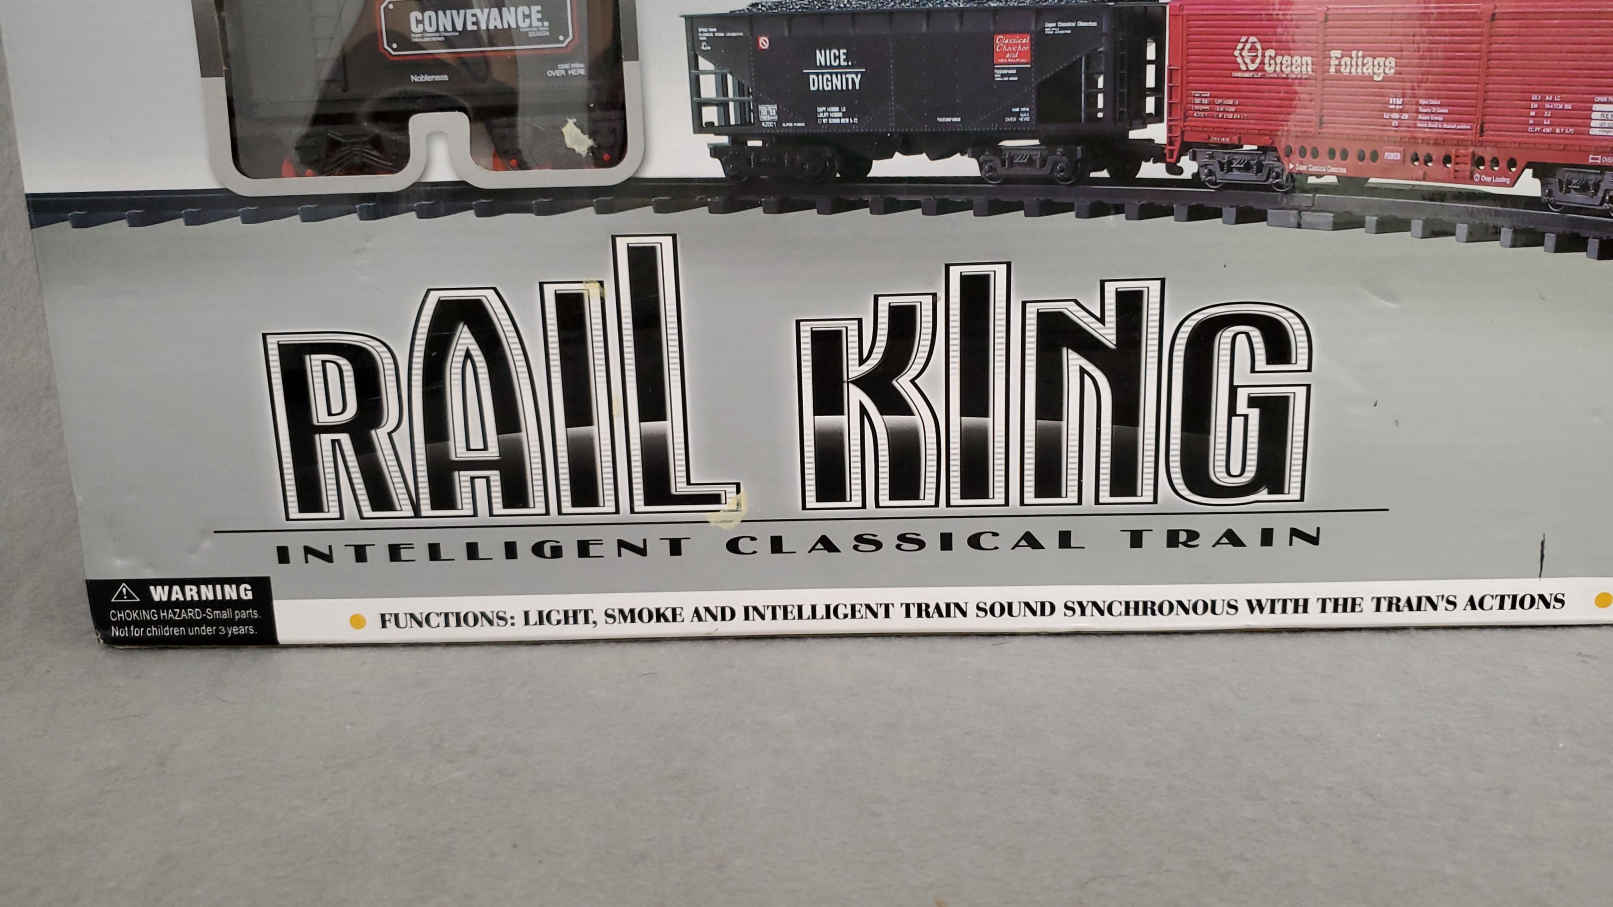 CONVEYANCE.
Nobleness
OVER HERE
NICE.
DIGNITY
Classical
Green Foliage
RAIL KING
INTELLIGENT CLASSICAL TRAIN
WARNING
CHOKING HAZARD-Small parts.
Not for children under 3 years.
FUNCTIONS: LIGHT, SMOKE AND INTELLIGENT TRAIN SOUND SYNCHRONOUS WITH THE TRAIN'S ACTIONS